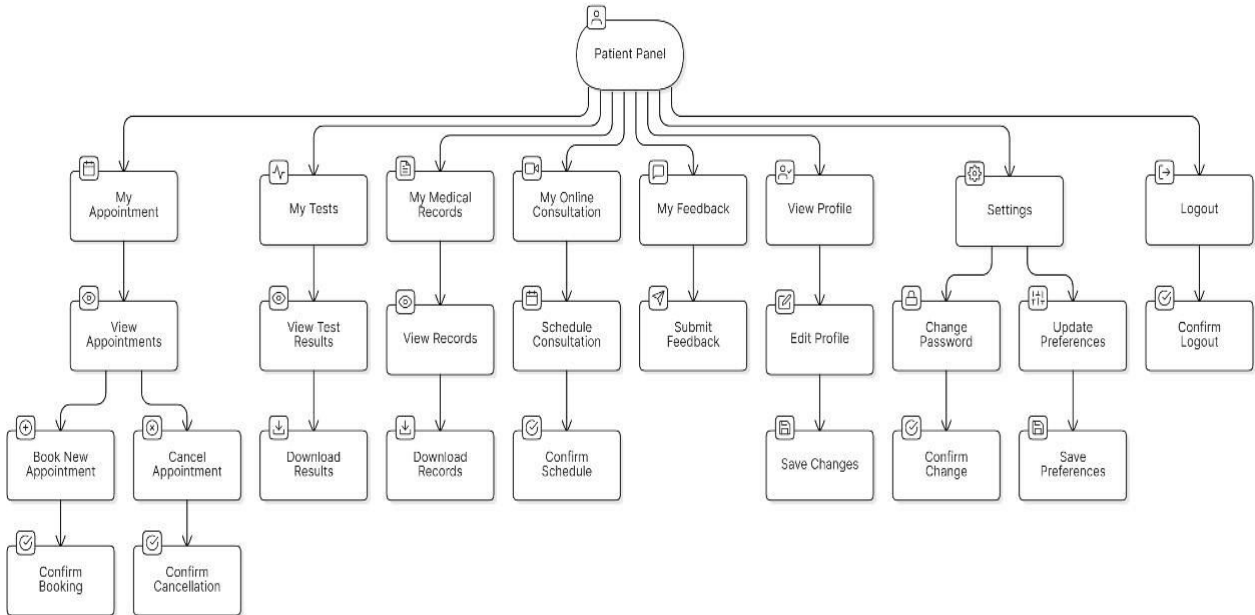 Patient Panel
My
Appointment
My Tests
My Medical
Records
My Online
Consultation
My Feedback
View Profile
Settings
Logout
View
Appointments
View Test
Results
View Records
Schedule
Consultation
Submit
Feedback
Edit Profile
Change
Password
Update
Preferences
Confirm
Logout
Book New
Appointment
Cancel
Appointment
Download
Results
Download
Records
Confirm
Schedule
Save Changes
Confirm
Change
Save
Preferences
Confirm
Booking
Confirm
Cancellation